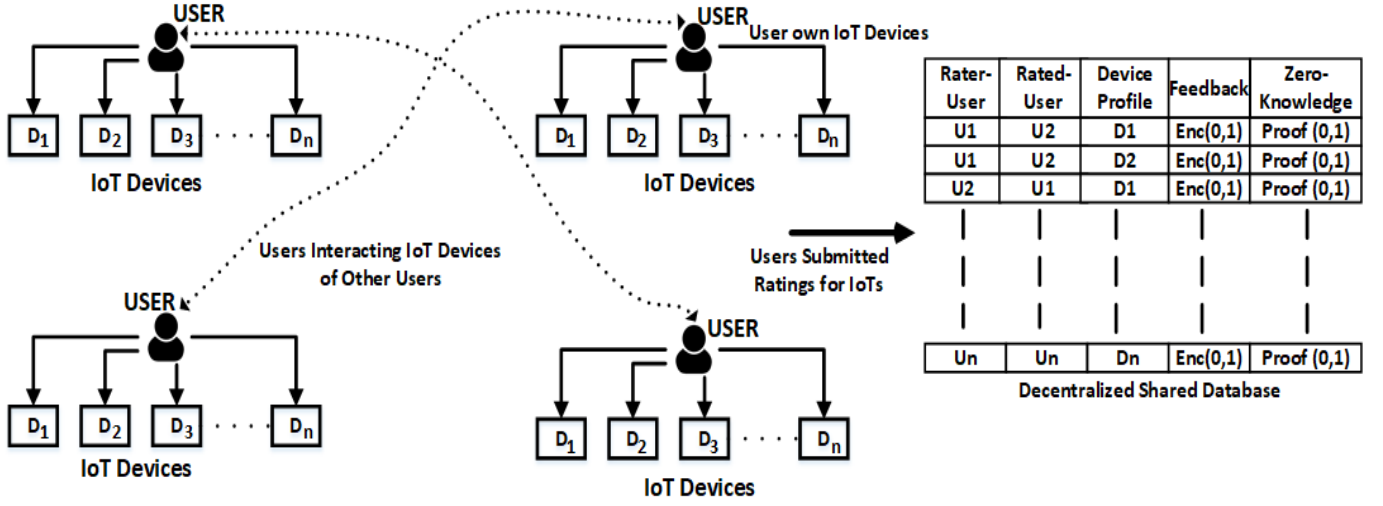 USER
D1
D2
D3
Dn
IoT Devices
USER
User own IoT Devices
D1
D2
D3
Dn
IoT Devices
Users Interacting IoT Devices
of Other Users
USER
D1
D2
D3
Dn
IoT Devices
USER
D1
D2
D3
Dn
IoT Devices
Users Submitted
Ratings for IoTs
Rater-User Rated-User Device Profile Feedback Zero-Knowledge
U1 U2 D1 Enc(0,1) Proof (0,1)
U1 U2 D2 Enc(0,1) Proof (0,1)
U2 U1 D1 Enc(0,1) Proof (0,1)
Un Un Dn Enc(0,1) Proof (0,1)
Decentralized Shared Database